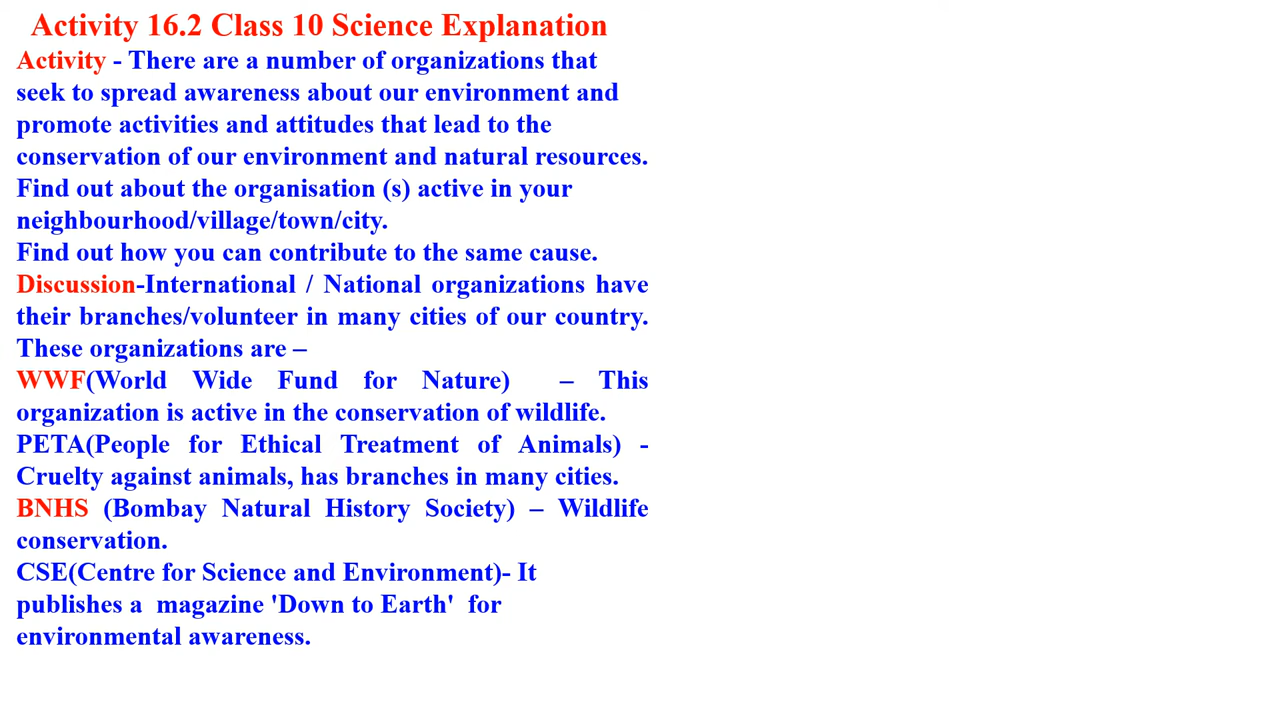 Activity 16.2 Class 10 Science Explanation
Activity - There are a number of organizations that
seek to spread awareness about our environment and
promote activities and attitudes that lead to the
conservation of our environment and natural resources.
Find out about the organisation (s) active in your
neighbourhood/village/town/city.
Find out how you can contribute to the same cause.
Discussion-International / National organizations have
their branches/volunteer in many cities of our country.
These organizations are –
WWF(World Wide Fund for Nature) – This
organization is active in the conservation of wildlife.
PETA(People for Ethical Treatment of Animals) -
Cruelty against animals, has branches in many cities.
BNHS (Bombay Natural History Society) – Wildlife
conservation.
CSE(Centre for Science and Environment)- It
publishes a magazine 'Down to Earth' for
environmental awareness.